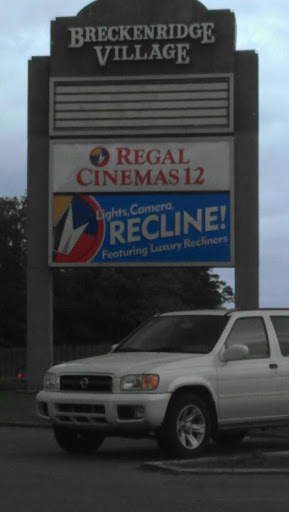 BRECKENRIDGE
VILLAGE
REGAL
CINEMAS 12
Lights, Camera,
RECLINE!
Featuring Luxury Recliners